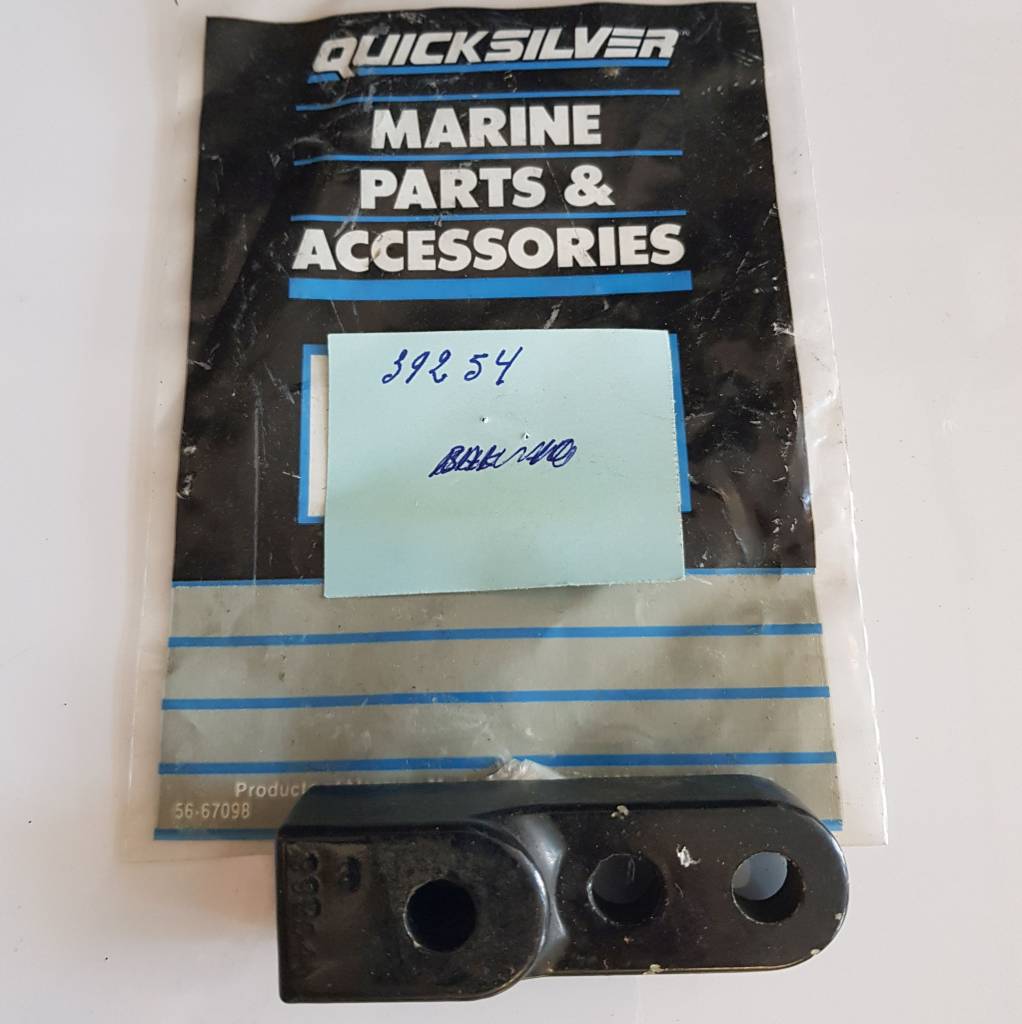 QUICKSILVER
MARINE
PARTS &
ACCESSORIES
39254
56-67098